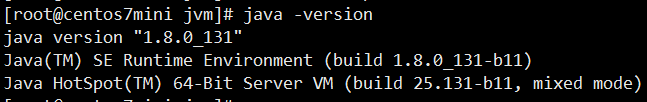 [root@centos7mini jvm]# java -version
java version "1.8.0_131"
Java(TM) SE Runtime Environment (build 1.8.0_131-b11)
Java HotSpot(TM) 64-Bit Server VM (build 25.131-b11, mixed mode)